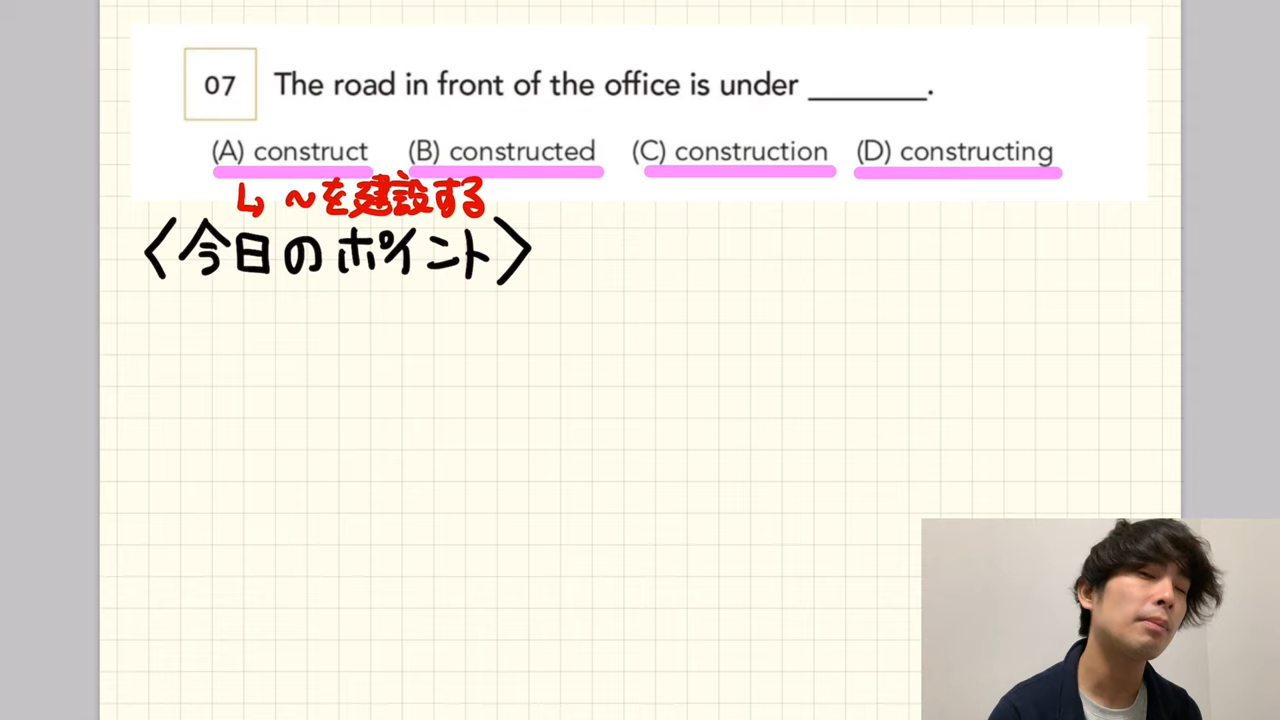 07 The road in front of the office is under ________.
(A) construct (B) constructed (C) construction (D) constructing
↳ ～を建設する
〈今日のポイント〉